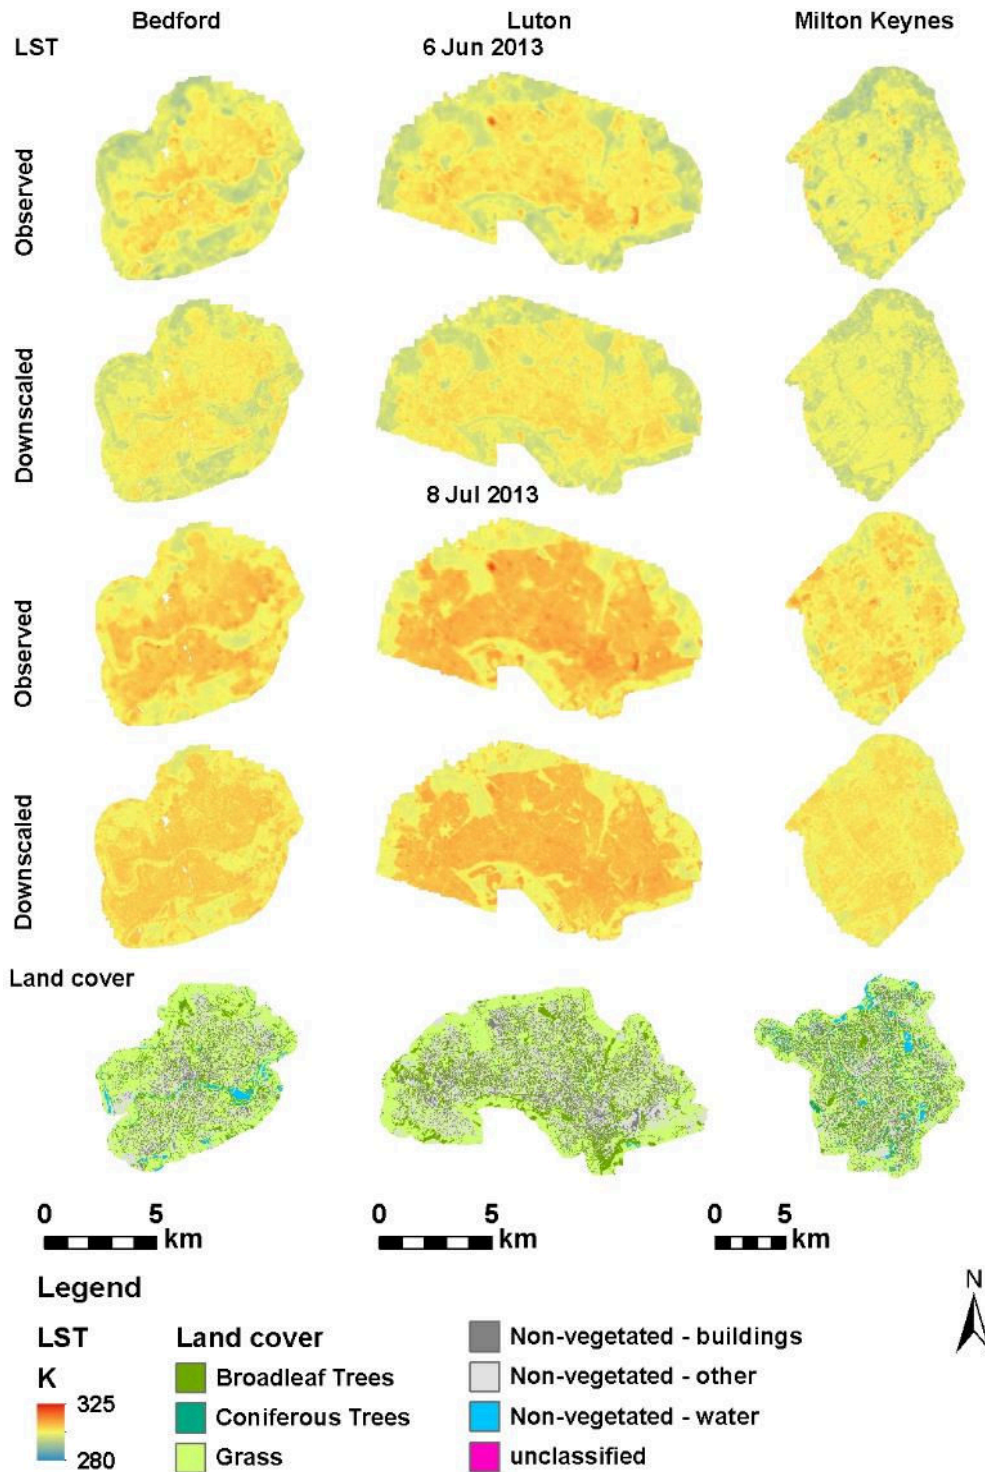 Bedford Luton Milton Keynes
LST 6 Jun 2013
Observed
Downscaled
8 Jul 2013
Observed
Downscaled
Land cover
0 5 km 0 5 km 0 5 km
Legend
N
LST
K
325
280
Land cover
Broadleaf Trees
Coniferous Trees
Grass
Non-vegetated - buildings
Non-vegetated - other
Non-vegetated - water
unclassified